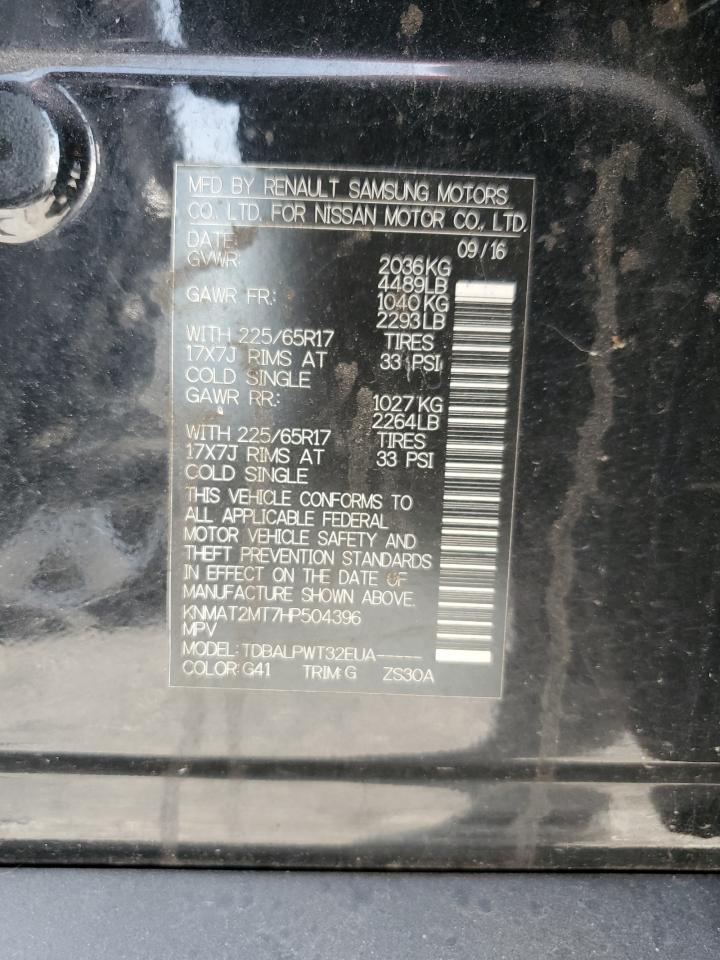 MFD BY RENAULT SAMSUNG MOTORS
CO., LTD. FOR NISSAN MOTOR CO., LTD.
DATE: 09/16
GVWR: 2036KG
4489LB
GAWR FR: 1040KG
2293LB
WITH 225/65R17 TIRES
17X7J RIMS AT 33 PSI
COLD SINGLE
GAWR RR: 1027KG
2264LB
WITH 225/65R17 TIRES
17X7J RIMS AT 33 PSI
COLD SINGLE
THIS VEHICLE CONFORMS TO
ALL APPLICABLE FEDERAL
MOTOR VEHICLE SAFETY AND
THEFT PREVENTION STANDARDS
IN EFFECT ON THE DATE OF
MANUFACTURE SHOWN ABOVE.
KNMAT2MT7HP504396
MPV
MODEL: TDBALPWT32EUA-----
COLOR: G41 TRIM: G ZS30A